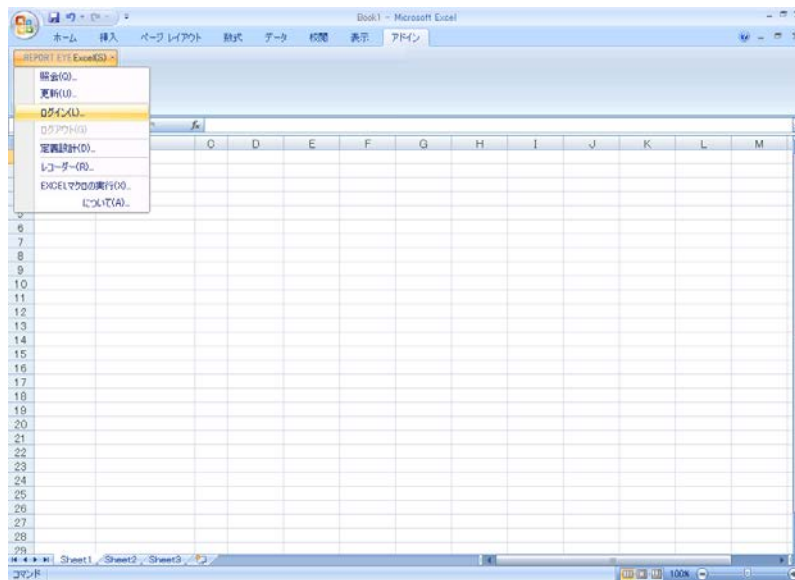 Book1 - Microsoft Excel
ホーム 挿入 ページ レイアウト 数式 データ 校閲 表示 アドイン
REPORT EYE Excel(S)
照会(Q)...
更新(U)...
ログイン(L)...
ログアウト(G)
定義設計(D)...
レコーダー(R)...
EXCELマクロの実行(X)...
について(A)...
fx
C D E F G H I J K L M
5
6
7
8
9
10
11
12
13
14
15
16
17
18
19
20
21
22
23
24
25
26
27
28
29
Sheet1 Sheet2 Sheet3
コマンド 100%